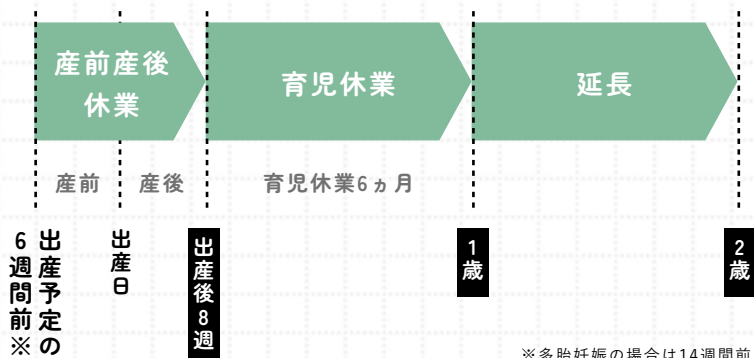 産前産後
休業
育児休業
延長
産前
産後
育児休業6ヵ月
出産予定の
6週間前※
出産日
出産後8週
1歳
2歳
※多胎妊娠の場合は14週間前